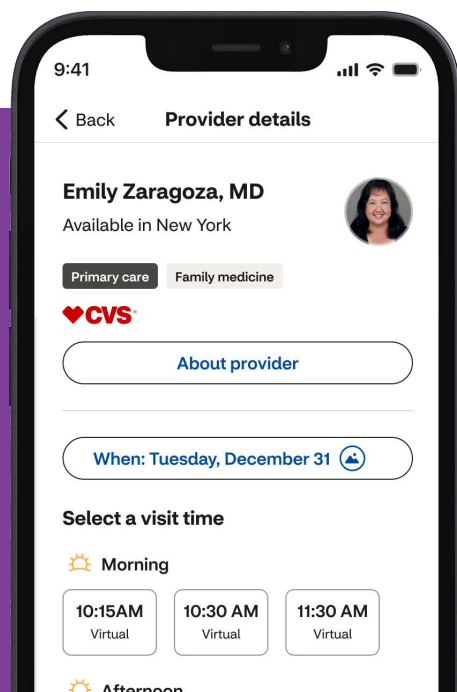 9:41
Back
Provider details
Emily Zaragoza, MD
Available in New York
Primary care
Family medicine
CVS
About provider
When: Tuesday, December 31
Select a visit time
Morning
10:15AM
10:30 AM
11:30 AM
Virtual
Virtual
Virtual
Afternoon